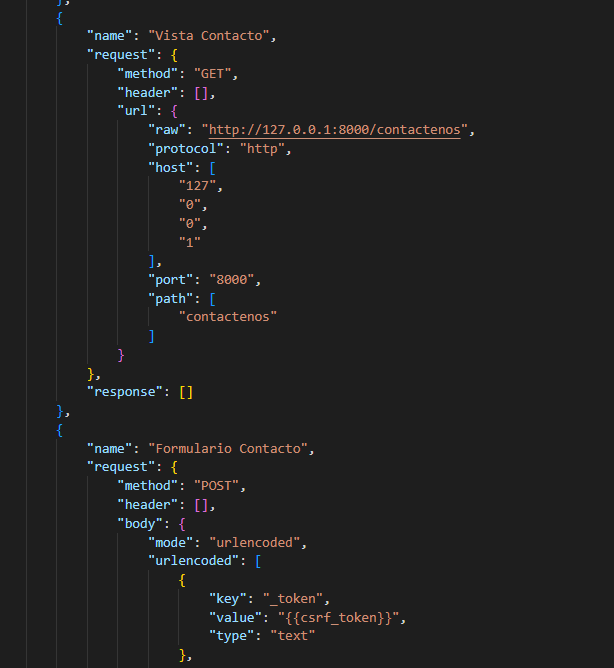 },
{
"name": "Vista Contacto",
"request": {
"method": "GET",
"header": [],
"url": {
"raw": "http://127.0.0.1:8000/contactenos",
"protocol": "http",
"host": [
"127",
"0",
"0",
"1"
],
"port": "8000",
"path": [
"contactenos"
]
}
},
"response": []
},
{
"name": "Formulario Contacto",
"request": {
"method": "POST",
"header": [],
"body": {
"mode": "urlencoded",
"urlencoded": [
{
"key": "_token",
"value": "{{csrf_token}}",
"type": "text"
},